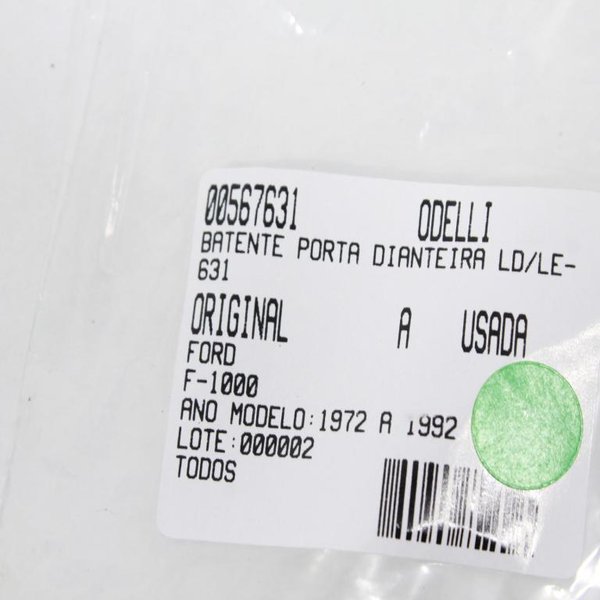 00567631 ODELLI
BATENTE PORTA DIANTEIRA LD/LE-
631
ORIGINAL A USADA
FORD
F-1000
ANO MODELO:1972 A 1992
LOTE:000002
TODOS